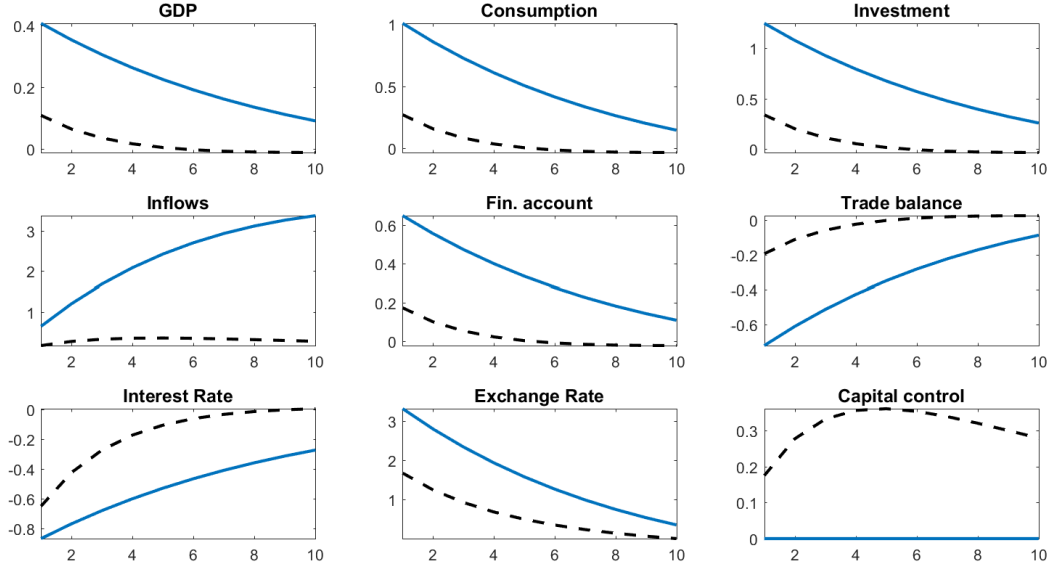 GDP
0.4
0.2
0
2 4 6 8 10
Consumption
1
0.5
0
2 4 6 8 10
Investment
1
0.5
0
2 4 6 8 10
Inflows
3
2
1
2 4 6 8 10
Fin. account
0.6
0.4
0.2
0
2 4 6 8 10
Trade balance
0
-0.2
-0.4
-0.6
2 4 6 8 10
Interest Rate
0
-0.2
-0.4
-0.6
-0.8
2 4 6 8 10
Exchange Rate
3
2
1
2 4 6 8 10
Capital control
0.3
0.2
0.1
0
2 4 6 8 10